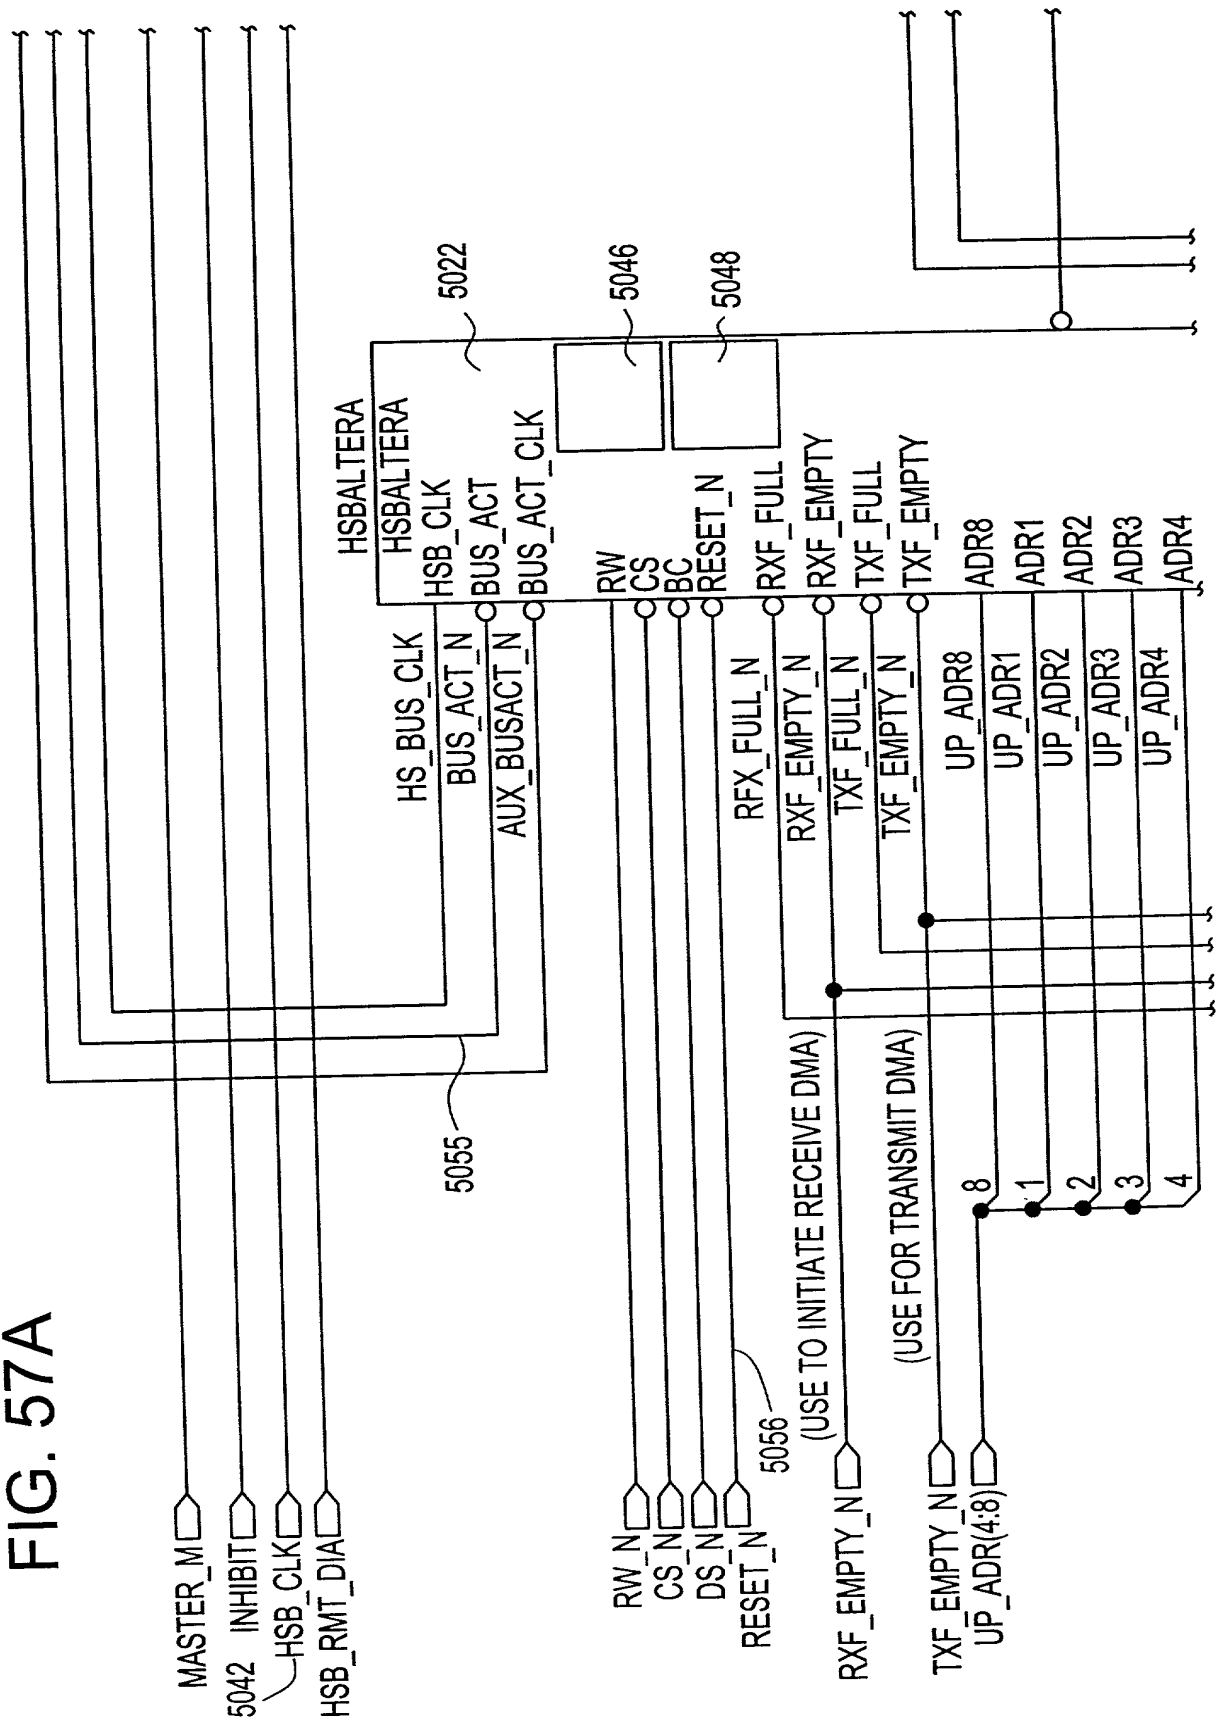 FIG. 57A
MASTER_M
INHIBIT
5042
HSB_CLK
HSB_RMT_DIA
5055
HS_BUS_CLK
BUS_ACT_N
AUX_BUSACT_N
HSBALTERA
HSBALTERA
HSB_CLK
BUS_ACT
BUS_ACT_CLK
5022
5046
5048
RW_N
CS_N
DS_N
RESET_N
5056
RW
CS
BC
RESET_N
RXF_EMPTY_N
(USE TO INITIATE RECEIVE DMA)
TXF_EMPTY_N
(USE FOR TRANSMIT DMA)
RFX_FULL_N
RXF_EMPTY_N
TXF_FULL_N
TXF_EMPTY_N
RXF_FULL
RXF_EMPTY
TXF_FULL
TXF_EMPTY
UP_ADR(4:8)
8
1
2
3
4
UP_ADR8
UP_ADR1
UP_ADR2
UP_ADR3
UP_ADR4
ADR8
ADR1
ADR2
ADR3
ADR4